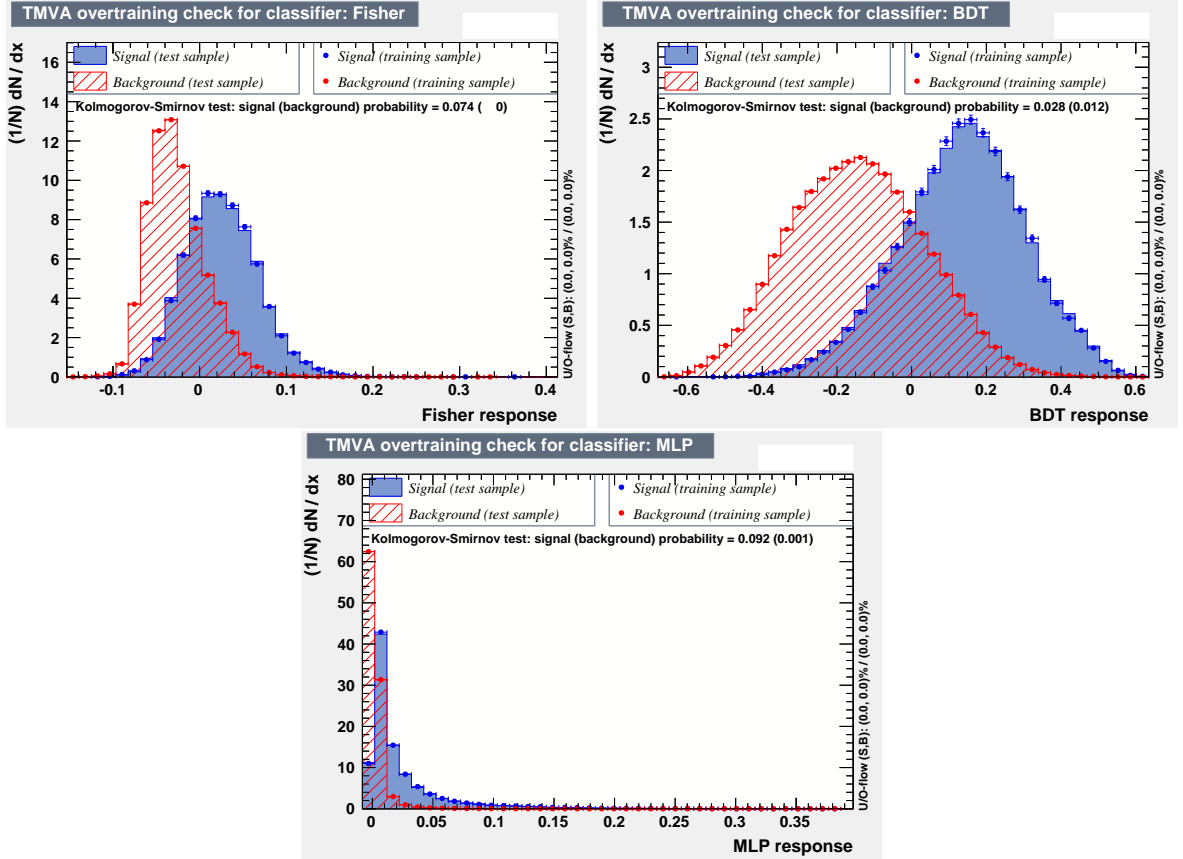 TMVA overtraining check for classifier: Fisher
Signal (test sample)
Background (test sample)
Signal (training sample)
Background (training sample)
Kolmogorov-Smirnov test: signal (background) probability = 0.074 ( 0)
(1/N) dN / dx
16
14
12
10
8
6
4
2
0
-0.1 0 0.1 0.2 0.3 0.4
Fisher response
U/O-flow (S,B): (0.0, 0.0)% / (0.0, 0.0)%
TMVA overtraining check for classifier: BDT
Signal (test sample)
Background (test sample)
Signal (training sample)
Background (training sample)
Kolmogorov-Smirnov test: signal (background) probability = 0.028 (0.012)
(1/N) dN / dx
3
2.5
2
1.5
1
0.5
0
-0.6 -0.4 -0.2 0 0.2 0.4 0.6
BDT response
U/O-flow (S,B): (0.0, 0.0)% / (0.0, 0.0)%
TMVA overtraining check for classifier: MLP
Signal (test sample)
Background (test sample)
Signal (training sample)
Background (training sample)
Kolmogorov-Smirnov test: signal (background) probability = 0.092 (0.001)
(1/N) dN / dx
80
70
60
50
40
30
20
10
0
0 0.05 0.1 0.15 0.2 0.25 0.3 0.35
MLP response
U/O-flow (S,B): (0.0, 0.0)% / (0.0, 0.0)%